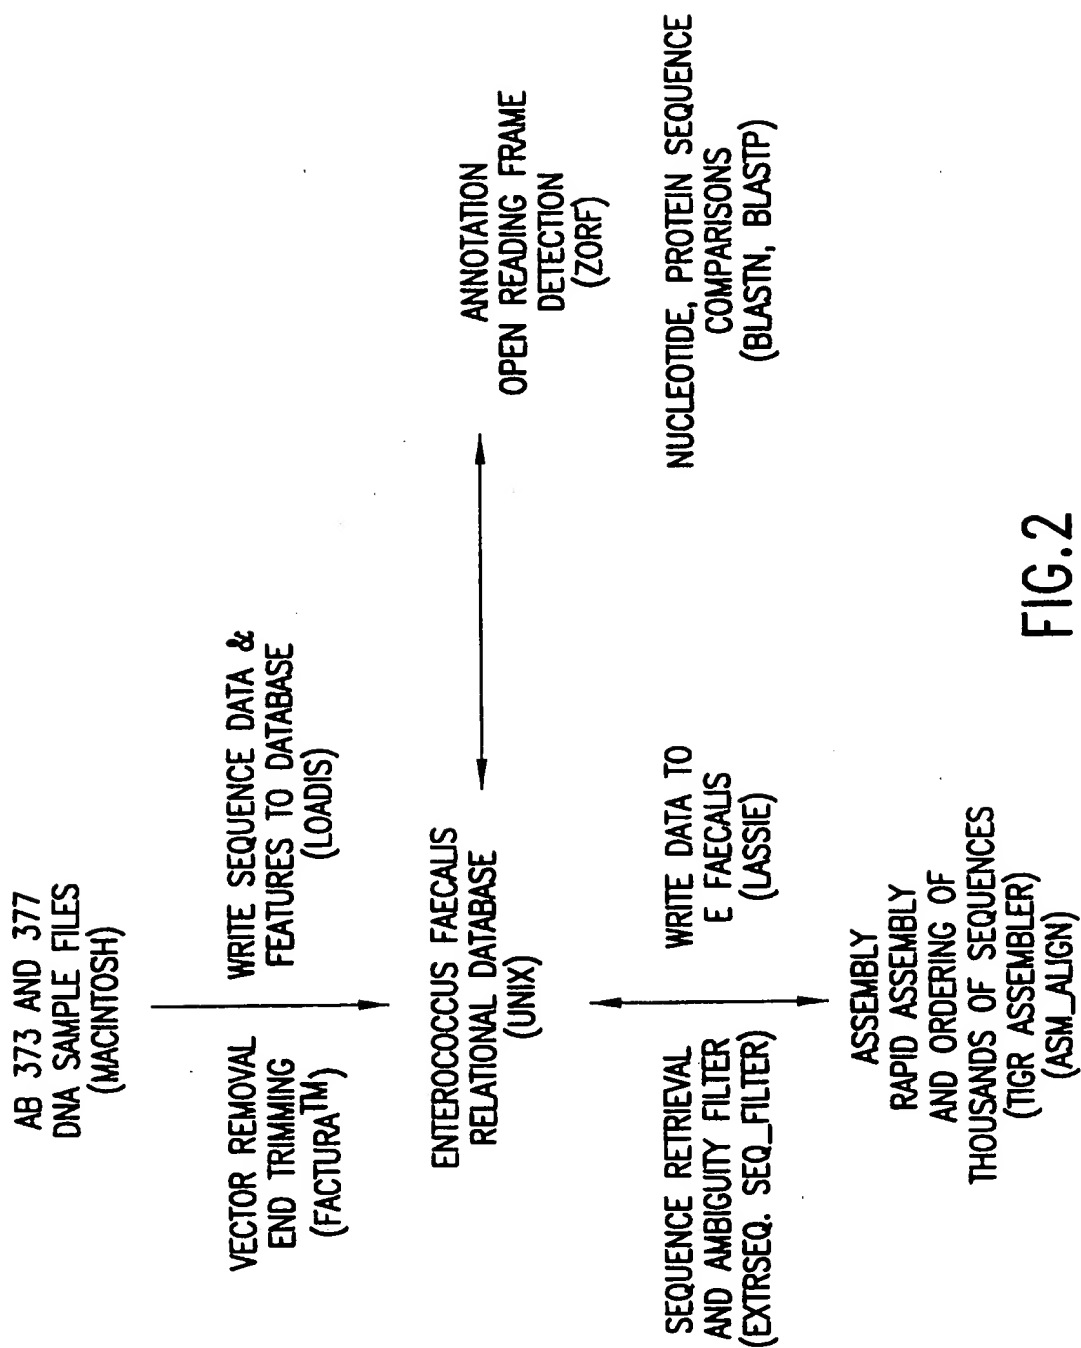 AB 373 AND 377
DNA SAMPLE FILES
(MACINTOSH)
VECTOR REMOVAL
END TRIMMING
(FACTURA™)
WRITE SEQUENCE DATA &
FEATURES TO DATABASE
(LOADIS)
ENTEROCOCCUS FAECALIS
RELATIONAL DATABASE
(UNIX)
ANNOTATION
OPEN READING FRAME
DETECTION
(ZORF)
NUCLEOTIDE, PROTEIN SEQUENCE
COMPARISONS
(BLASTN, BLASTP)
SEQUENCE RETRIEVAL
AND AMBIGUITY FILTER
(EXTRSEQ. SEQ_FILTER)
WRITE DATA TO
E FAECALIS
(LASSIE)
ASSEMBLY
RAPID ASSEMBLY
AND ORDERING OF
THOUSANDS OF SEQUENCES
(TIGR ASSEMBLER)
(ASM_ALIGN)
FIG.2